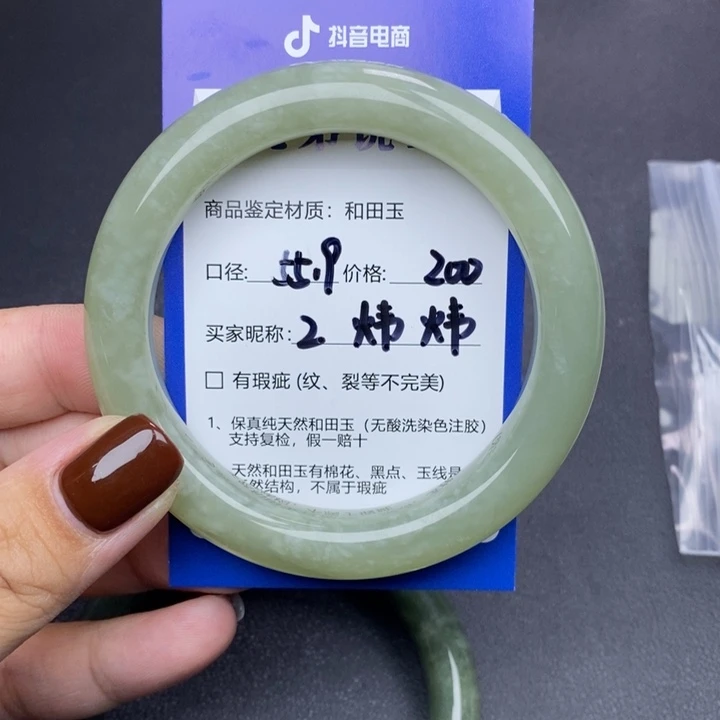 抖音电商
商品鉴定材质：和田玉
口径: 55.9 价格: 200
买家昵称: 2 炜炜
□ 有瑕疵 (纹、裂等不完美)
1、保真纯天然和田玉（无酸洗染色注胶）
支持复检，假一赔十
天然和田玉有棉花、黑点、玉线是
天然结构，不属于瑕疵